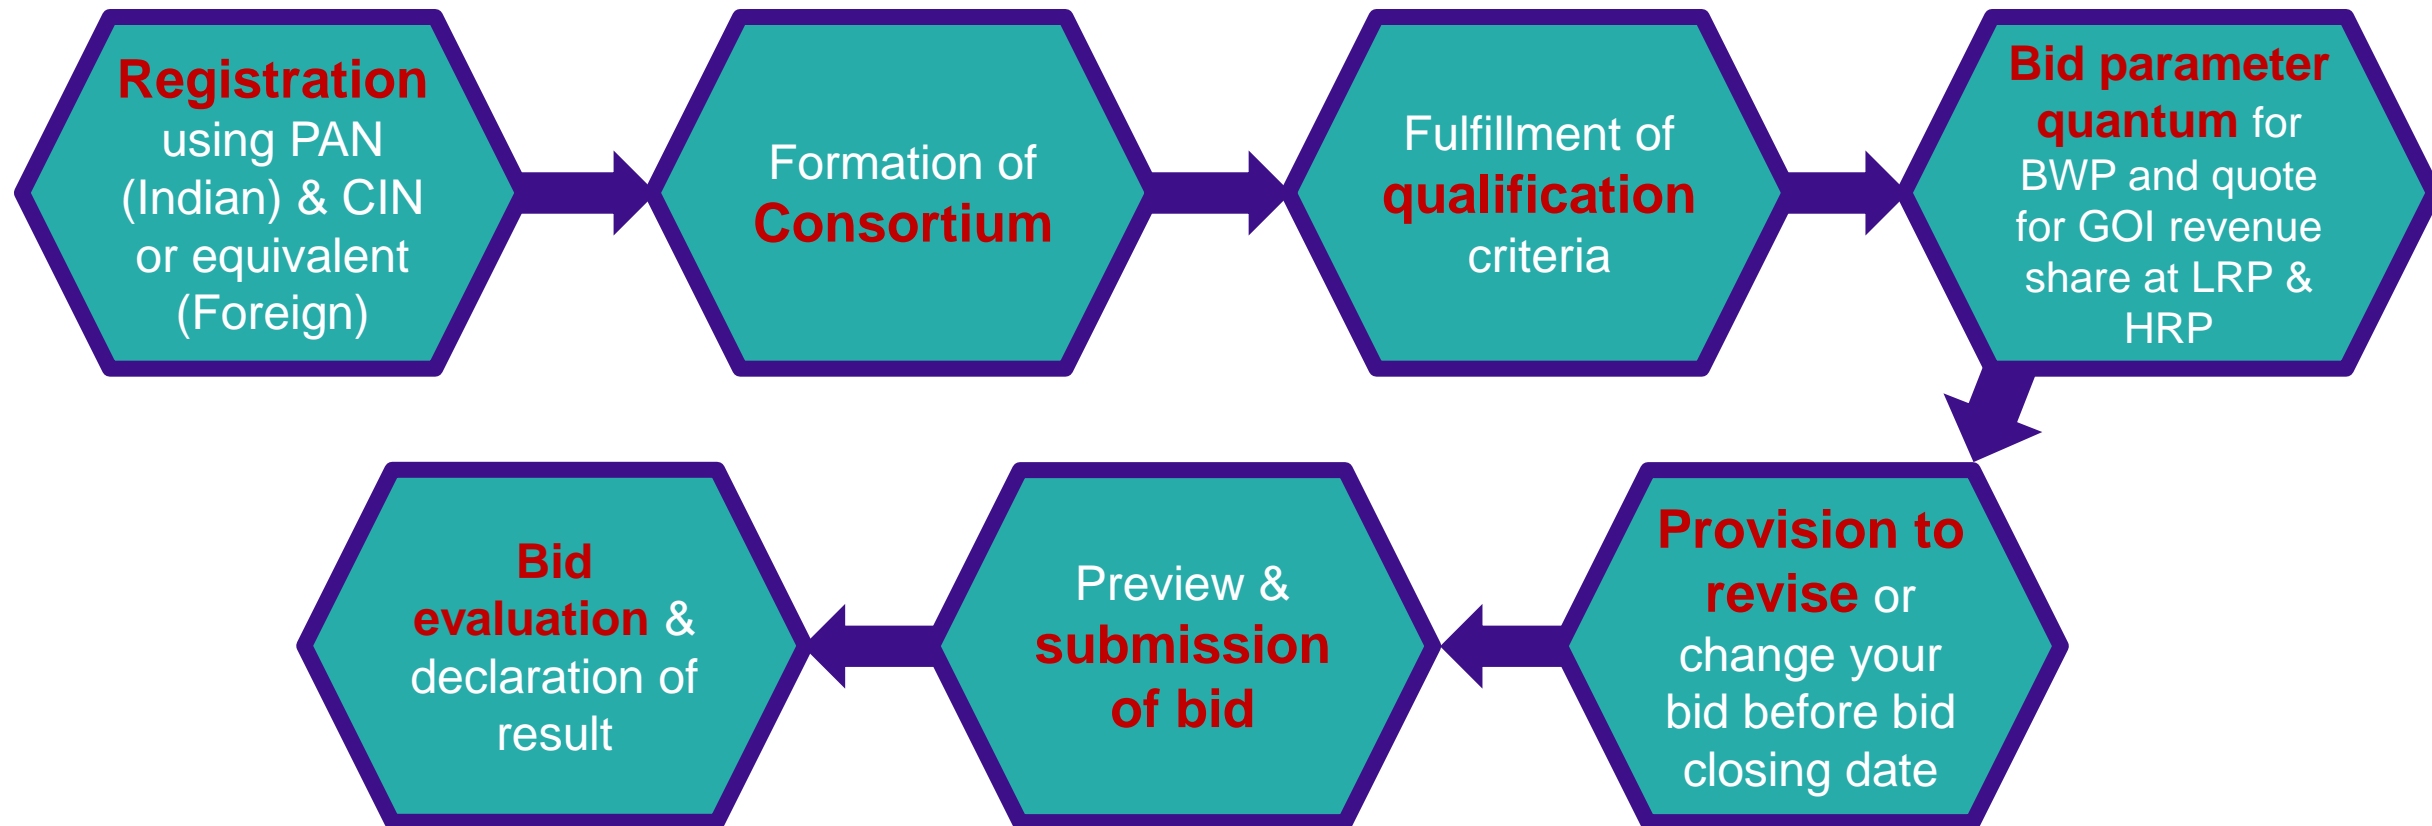 Registration
using PAN
(Indian) & CIN
or equivalent
(Foreign)
Formation of
Consortium
Fulfillment of
qualification
criteria
Bid parameter
quantum for
BWP and quote
for GOI revenue
share at LRP &
HRP
Provision to
revise or
change your
bid before bid
closing date
Preview &
submission
of bid
Bid
evaluation &
declaration of
result